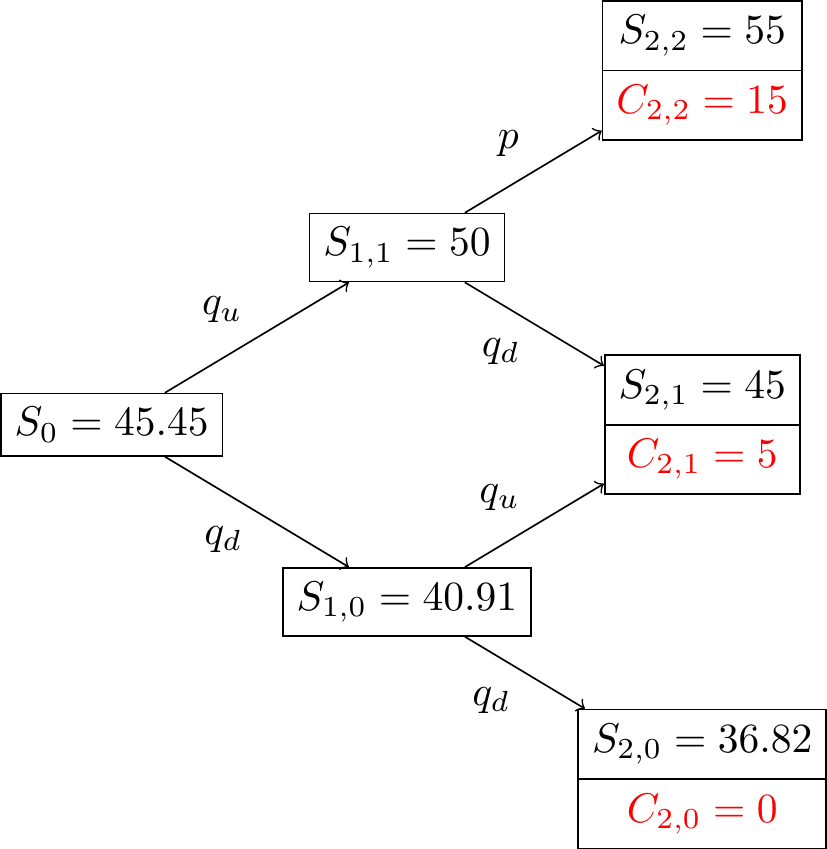 S_{2,2} = 55
C_{2,2} = 15
p
S_{1,1} = 50
q_u
q_d
S_{2,1} = 45
S_0 = 45.45
C_{2,1} = 5
q_u
q_d
S_{1,0} = 40.91
q_d
S_{2,0} = 36.82
C_{2,0} = 0